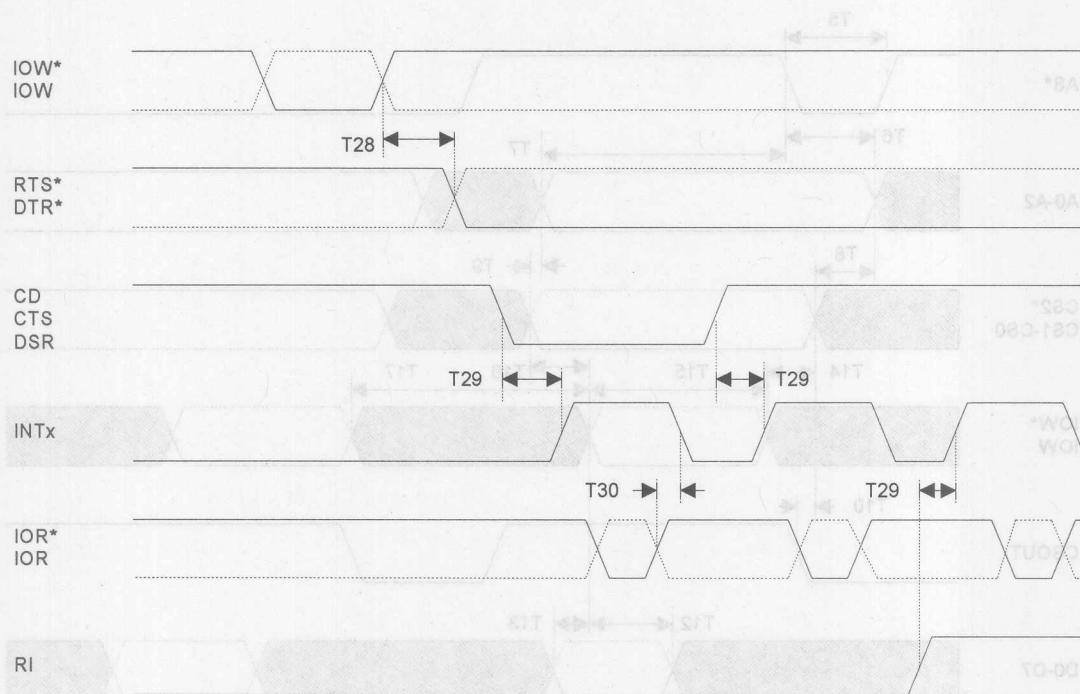 IOW*
IOW
T28
RTS*
DTR*
CD
CTS
DSR
T29
T29
INTx
T30
T29
IOR*
IOR
RI